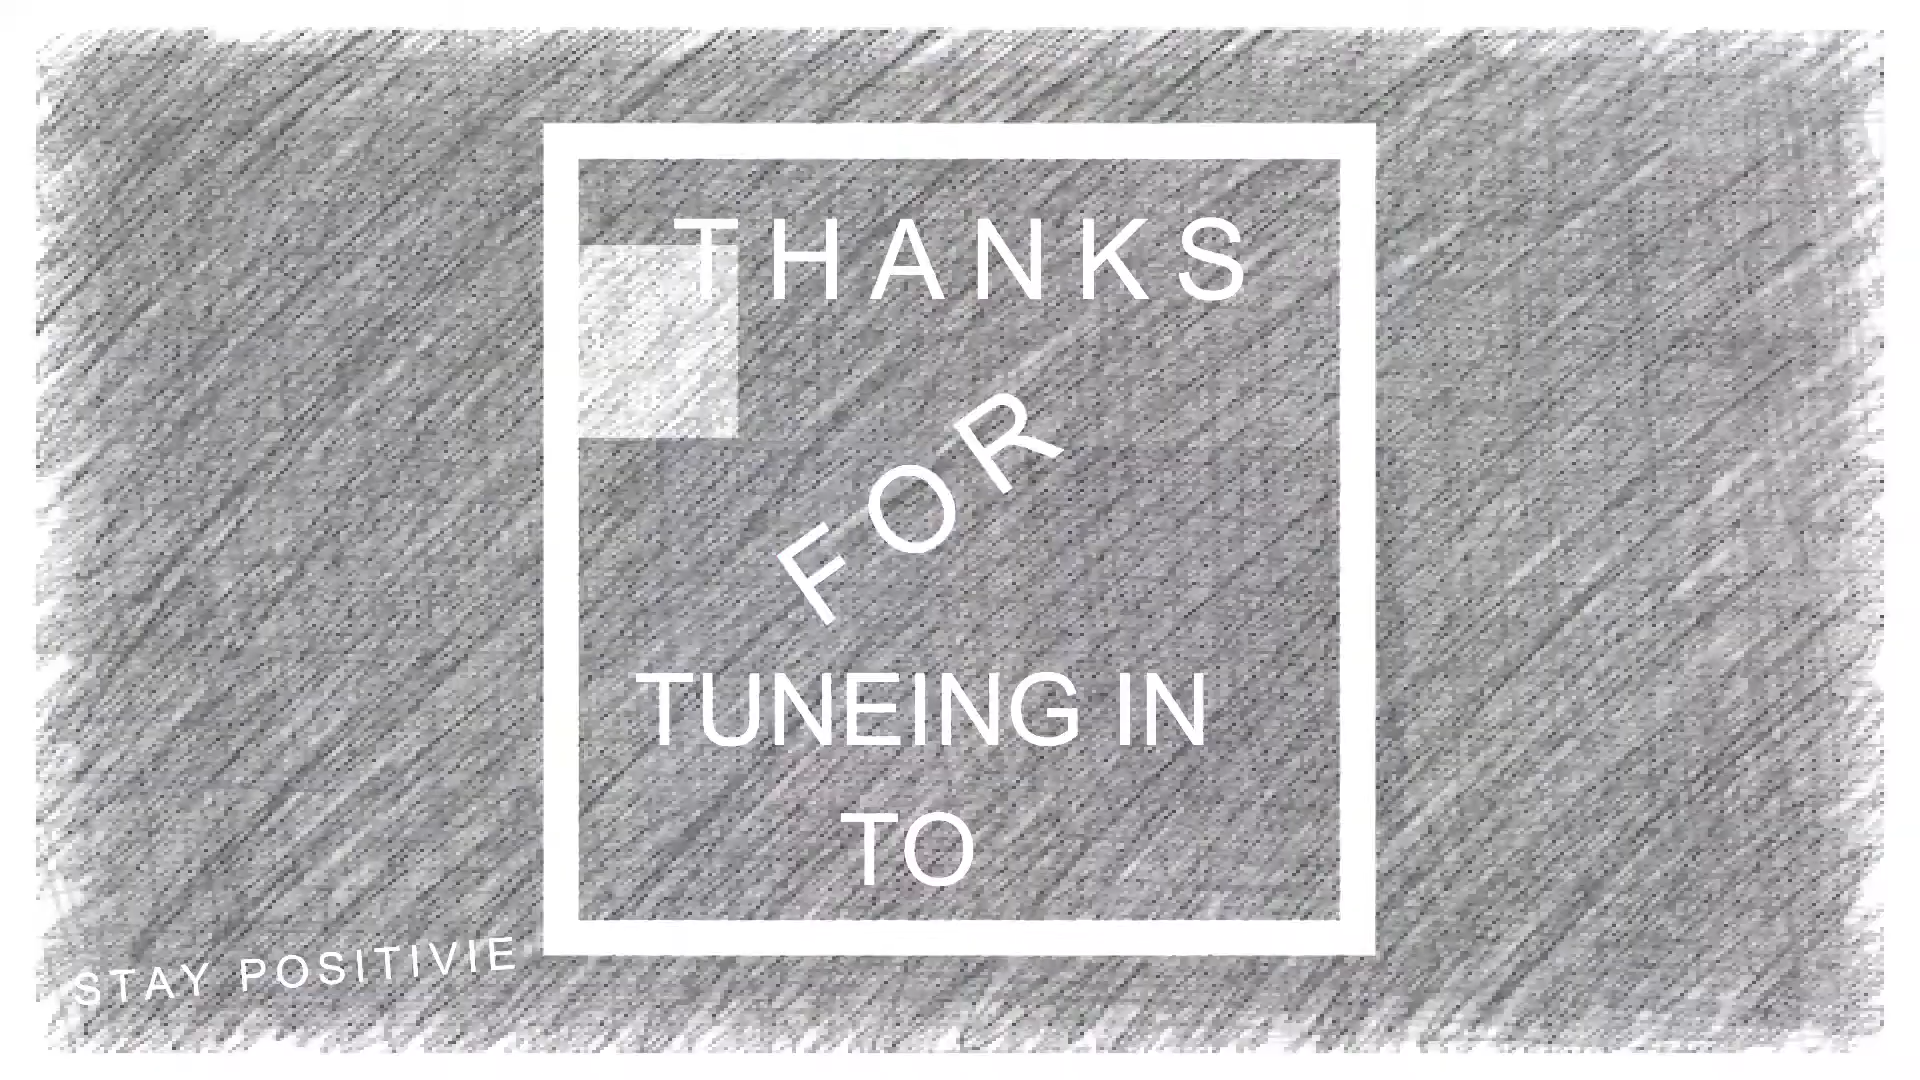 THANKS
FOR
TUNEING IN
TO
STAY POSITIVIE